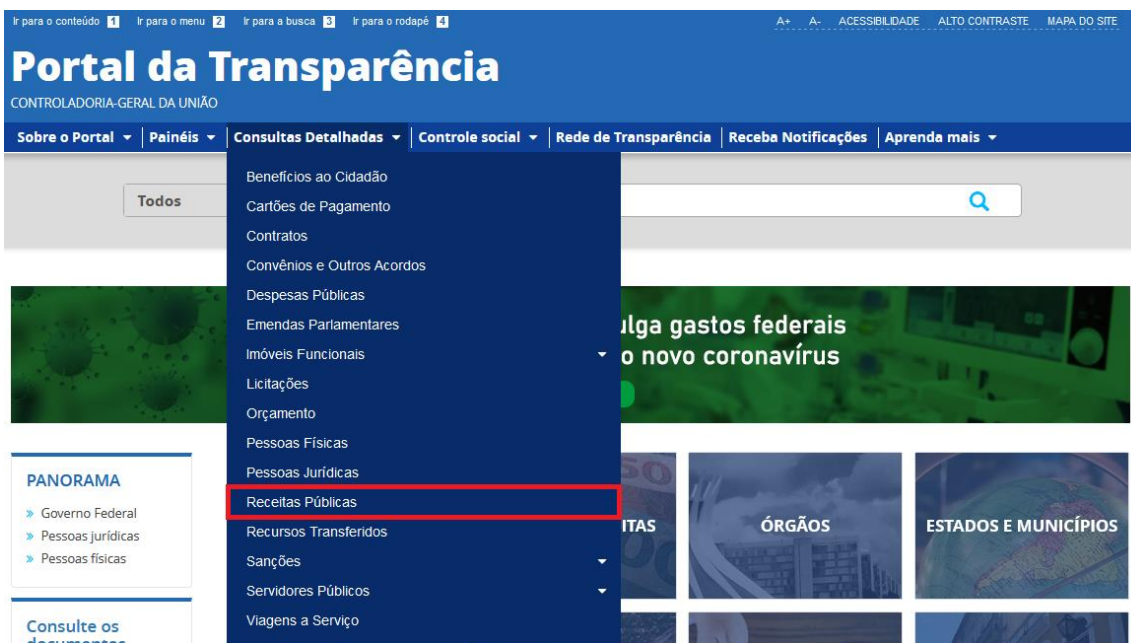 Ir para o conteúdo 1 Ir para o menu 2 Ir para a busca 3 Ir para o rodapé 4 A+ A- ACESSIBILIDADE ALTO CONTRASTE MAPA DO SITE
Portal da Transparência
CONTROLADORIA-GERAL DA UNIÃO
Sobre o Portal Painéis Consultas Detalhadas Controle social Rede de Transparência Receba Notificações Aprenda mais
Todos
Benefícios ao Cidadão
Cartões de Pagamento
Contratos
Convênios e Outros Acordos
Despesas Públicas
Emendas Parlamentares
Imóveis Funcionais
Licitações
Orçamento
Pessoas Físicas
Pessoas Jurídicas
Receitas Públicas
Recursos Transferidos
Sanções
Servidores Públicos
Viagens a Serviço
ulga gastos federais
o novo coronavírus
PANORAMA
Governo Federal
Pessoas jurídicas
Pessoas físicas
ITAS
ÓRGÃOS
ESTADOS E MUNICÍPIOS
Consulte os
documentos